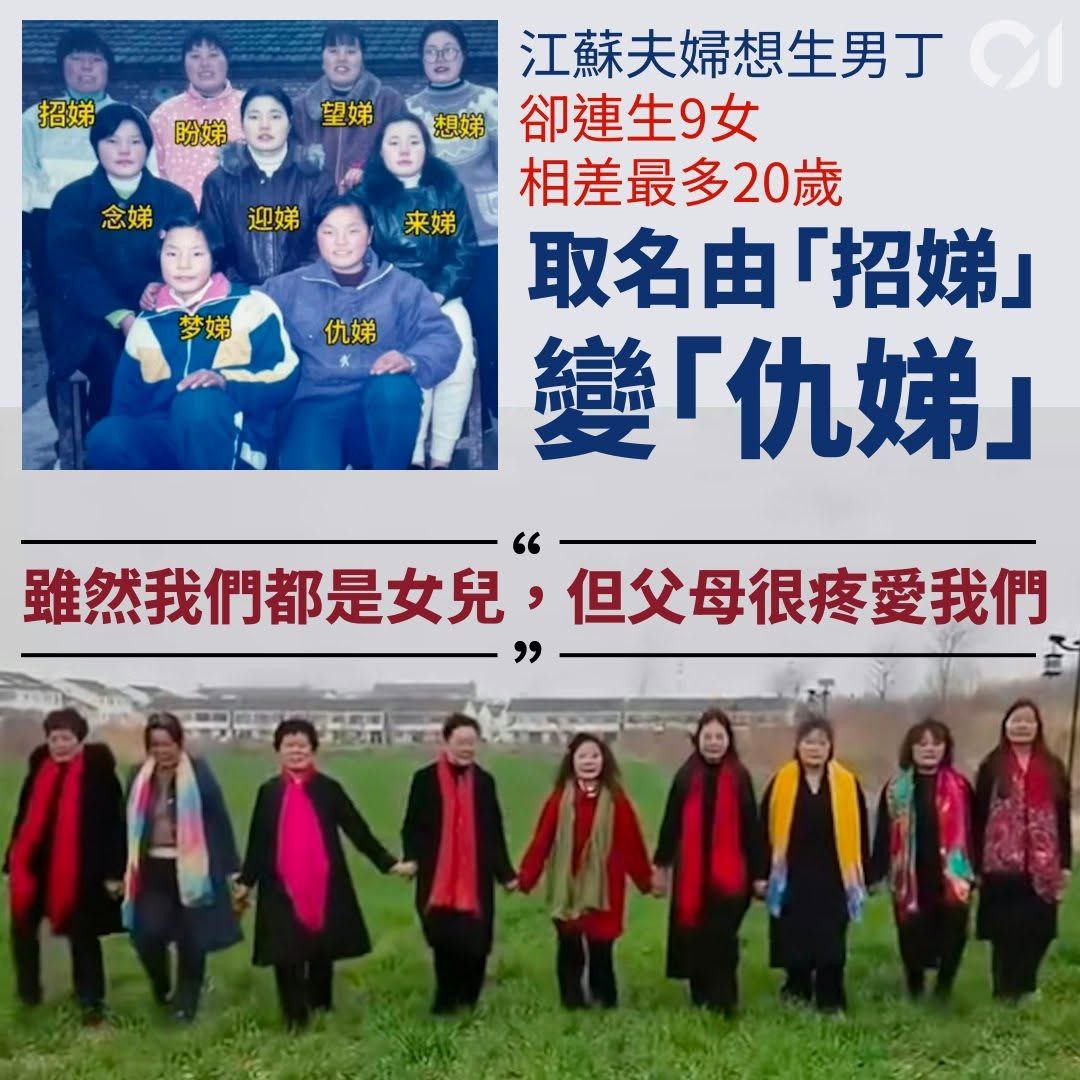 01
江蘇夫婦想生男丁
卻連生9女
相差最多20歲
取名由「招娣」
變「仇娣」
招娣
盼娣
望娣
想娣
念娣
迎娣
来娣
梦娣
仇娣
“
雖然我們都是女兒，但父母很疼愛我們
”